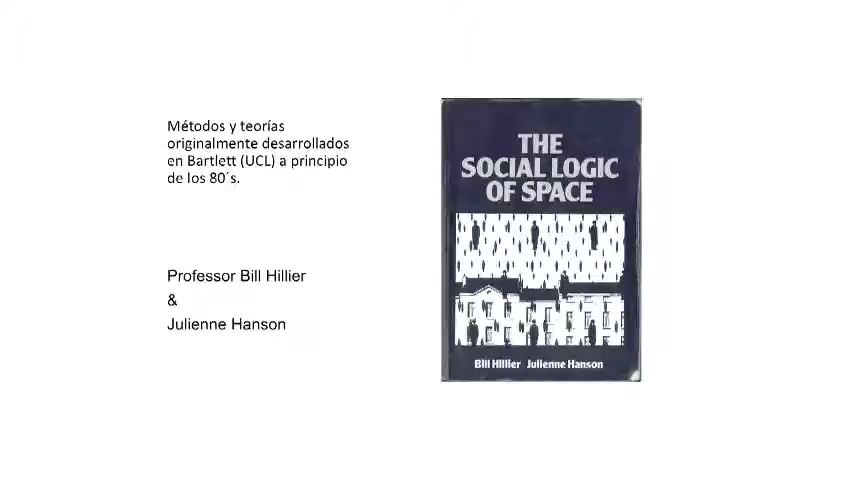 Métodos y teorías
originalmente desarrollados
en Bartlett (UCL) a principio
de los 80´s.
Professor Bill Hillier
&
Julienne Hanson
THE
SOCIAL LOGIC
OF SPACE
Bill Hillier Julienne Hanson